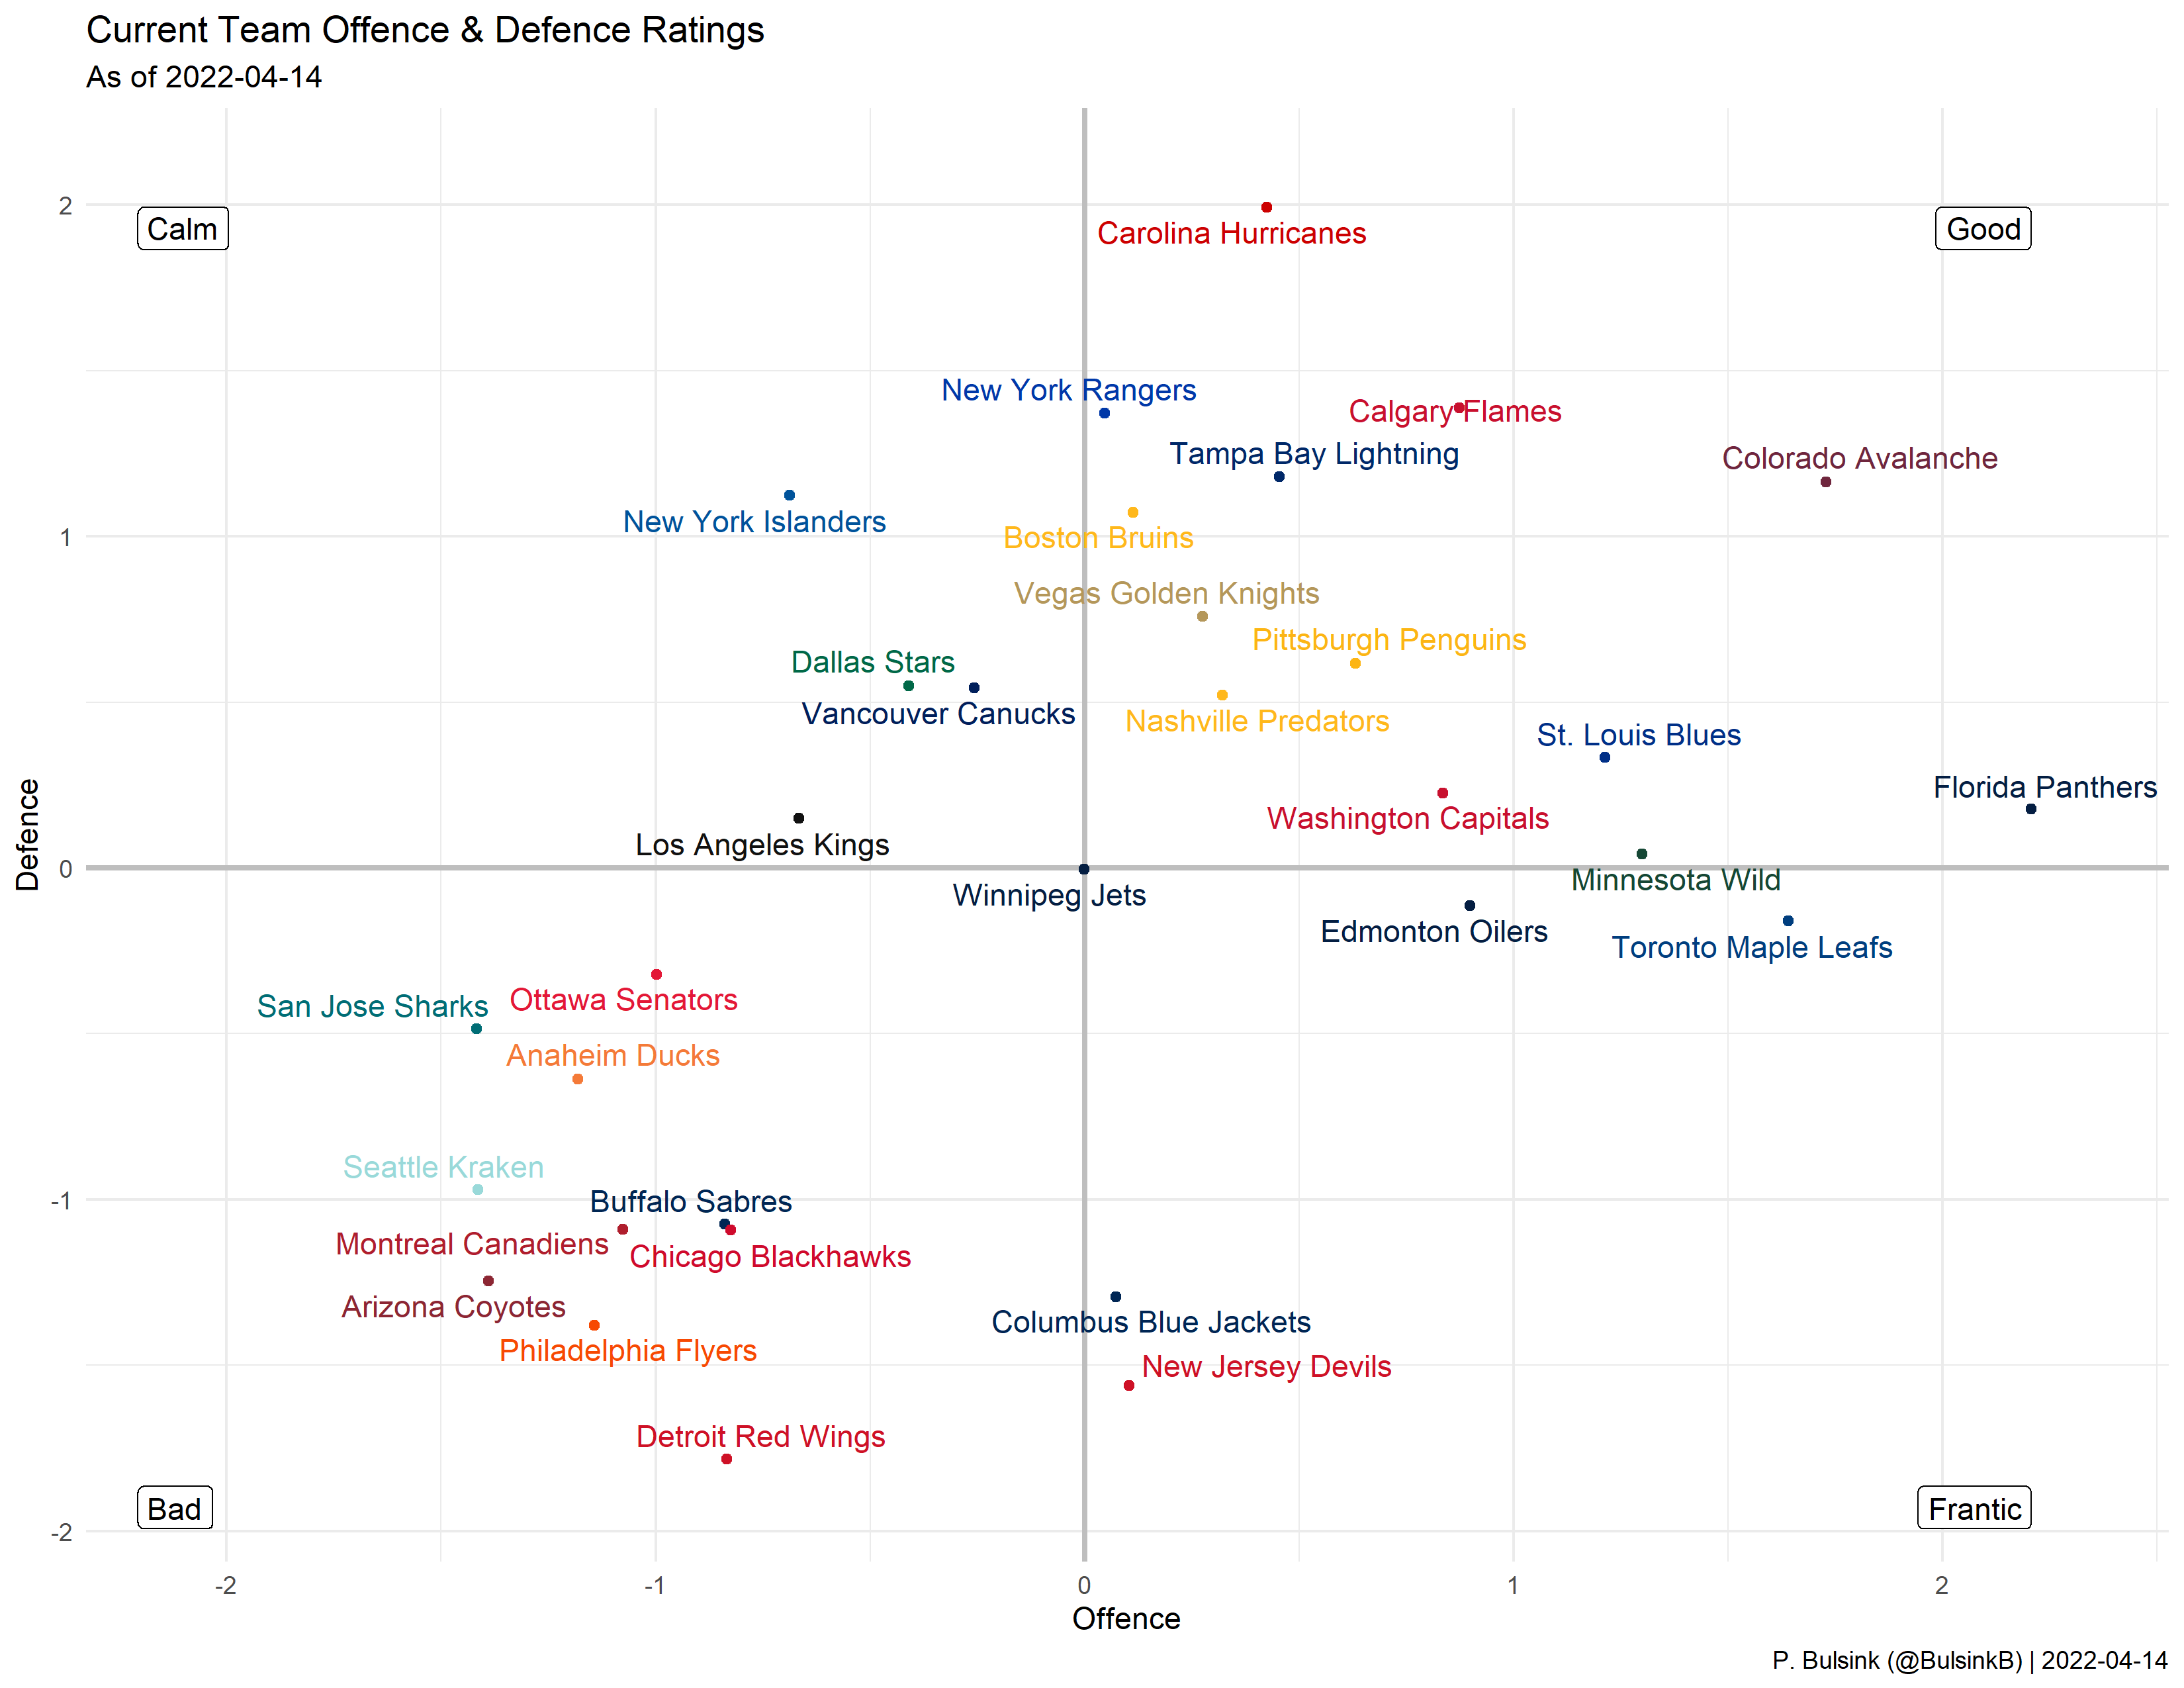 Current Team Offence & Defence Ratings
As of 2022-04-14
2
Calm
Good
Carolina Hurricanes
New York Rangers
Calgary Flames
Tampa Bay Lightning
Colorado Avalanche
New York Islanders
1
Boston Bruins
Vegas Golden Knights
Pittsburgh Penguins
Dallas Stars
Vancouver Canucks
Nashville Predators
St. Louis Blues
Florida Panthers
Washington Capitals
Defence
Los Angeles Kings
0
Minnesota Wild
Winnipeg Jets
Edmonton Oilers
Toronto Maple Leafs
Ottawa Senators
San Jose Sharks
Anaheim Ducks
Seattle Kraken
-1
Buffalo Sabres
Montreal Canadiens
Chicago Blackhawks
Arizona Coyotes
Columbus Blue Jackets
Philadelphia Flyers
New Jersey Devils
Detroit Red Wings
Bad
Frantic
-2
-2
-1
0
1
2
Offence
P. Bulsink (@BulsinkB) | 2022-04-14